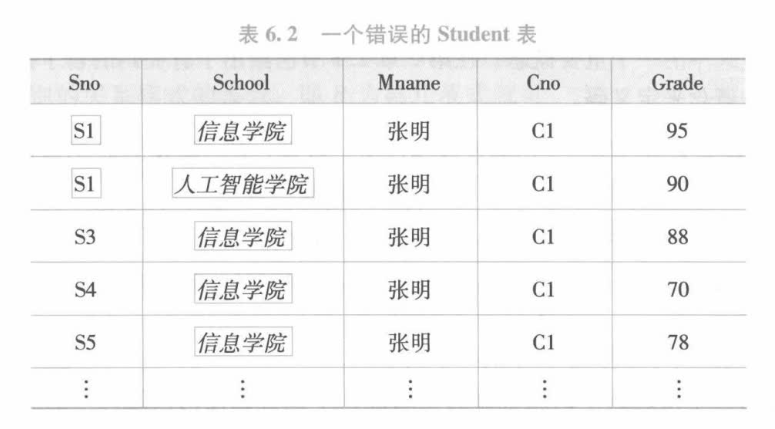 表 6.2 一个错误的 Student 表
Sno School Mname Cno Grade
S1 信息学院 张明 C1 95
S1 人工智能学院 张明 C1 90
S3 信息学院 张明 C1 88
S4 信息学院 张明 C1 70
S5 信息学院 张明 C1 78
⋮ ⋮ ⋮ ⋮ ⋮